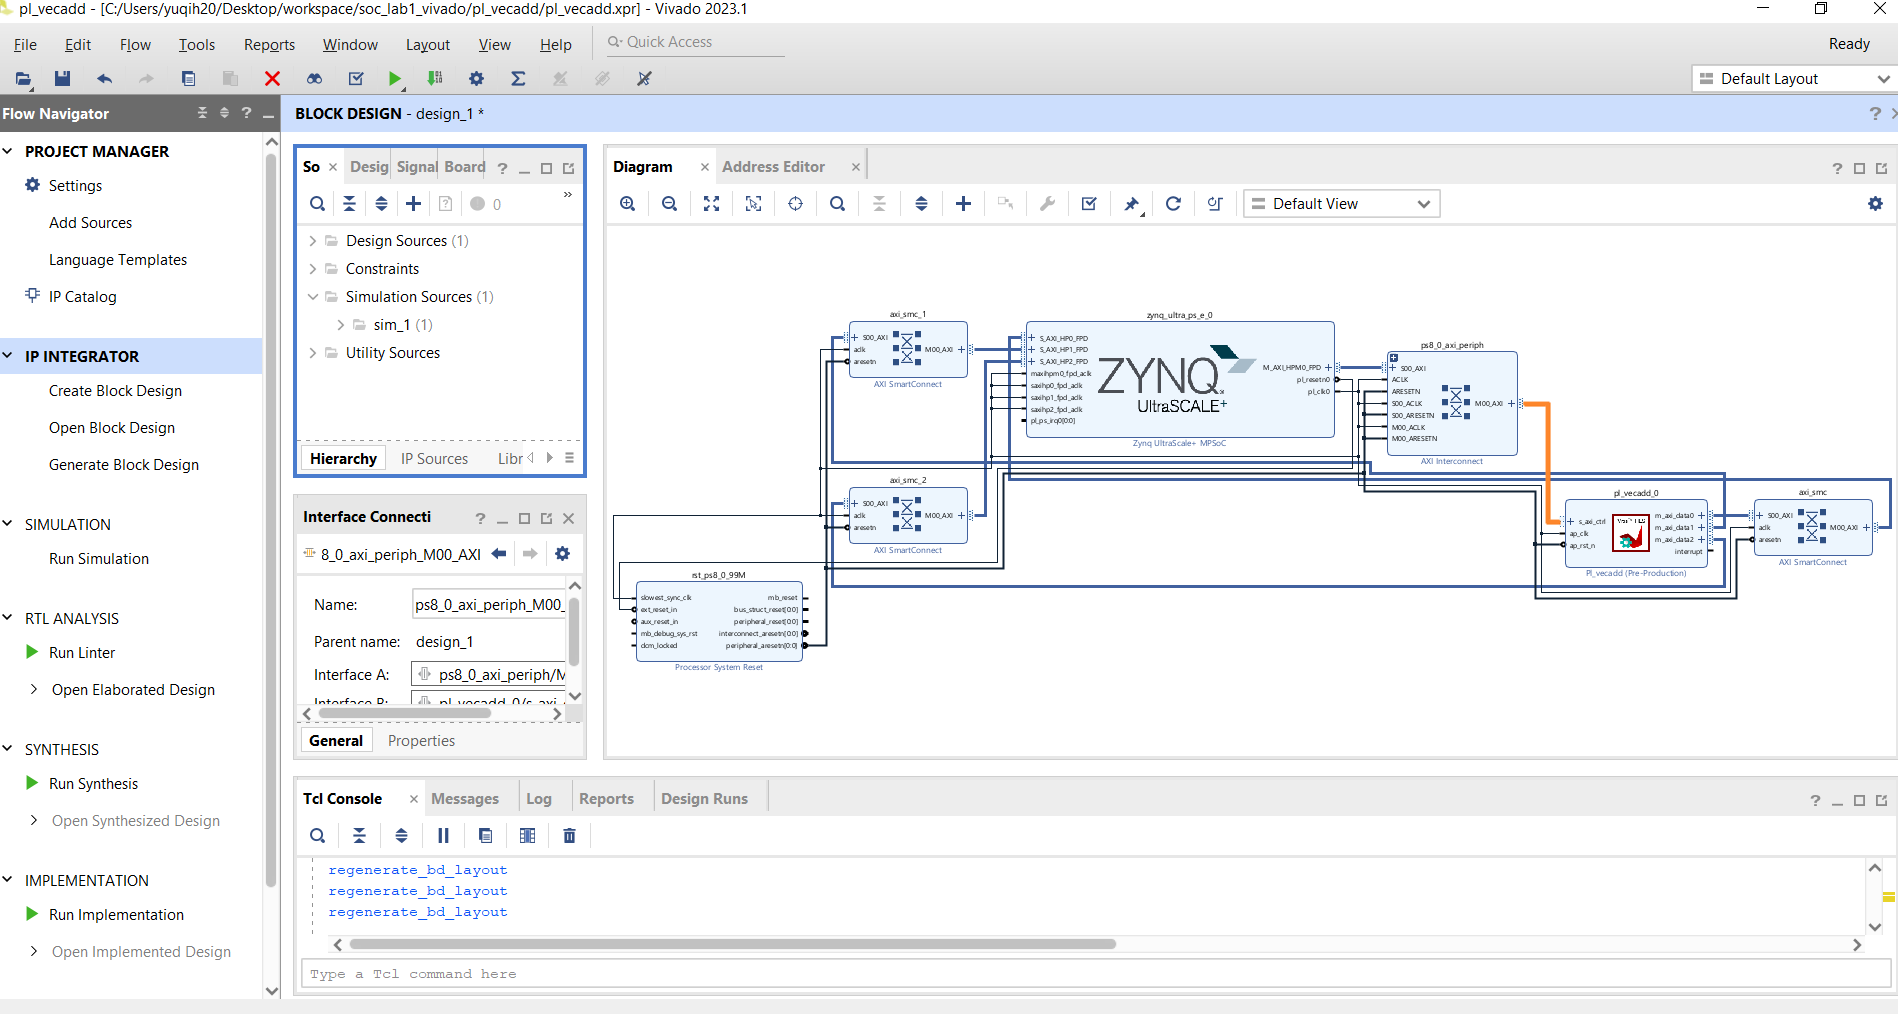 pl_vecadd - [C:/Users/yuqih20/Desktop/workspace/soc_lab1_vivado/pl_vecadd/pl_vecadd.xpr] - Vivado 2023.1
File Edit Flow Tools Reports Window Layout View Help Quick Access Ready
Default Layout
Flow Navigator
PROJECT MANAGER
Settings
Add Sources
Language Templates
IP Catalog
IP INTEGRATOR
Create Block Design
Open Block Design
Generate Block Design
SIMULATION
Run Simulation
RTL ANALYSIS
Run Linter
Open Elaborated Design
SYNTHESIS
Run Synthesis
Open Synthesized Design
IMPLEMENTATION
Run Implementation
Open Implemented Design
BLOCK DESIGN - design_1 *
So Desig Signal Board
0
Design Sources (1)
Constraints
Simulation Sources (1)
sim_1 (1)
Utility Sources
Hierarchy IP Sources Libr
Interface Connecti
8_0_axi_periph_M00_AXI
Name: ps8_0_axi_periph_M00_
Parent name: design_1
Interface A: ps8_0_axi_periph/M
Interface B: pl_vecadd_0/s_axi_
General Properties
Diagram Address Editor
Default View
axi_smc_1
S00_AXI
aclk
aresetn
M00_AXI
AXI SmartConnect
zynq_ultra_ps_e_0
S_AXI_HP0_FPD
S_AXI_HP1_FPD
S_AXI_HP2_FPD
maxihpm0_fpd_aclk
saxihp0_fpd_aclk
saxihp1_fpd_aclk
saxihp2_fpd_aclk
pl_ps_irq0[0:0]
ZYNQ
UltraSCALE+
M_AXI_HPM0_FPD
pl_resetn0
pl_clk0
Zynq UltraScale+ MPSoC
ps8_0_axi_periph
S00_AXI
ACLK
ARESETN
S00_ACLK
S00_ARESETN
M00_ACLK
M00_ARESETN
M00_AXI
AXI Interconnect
axi_smc_2
S00_AXI
aclk
aresetn
M00_AXI
AXI SmartConnect
pl_vecadd_0
s_axi_ctrl
ap_clk
ap_rst_n
m_axi_data0
m_axi_data1
m_axi_data2
interrupt
Pl_vecadd (Pre-Production)
axi_smc
S00_AXI
aclk
aresetn
M00_AXI
AXI SmartConnect
rst_ps8_0_99M
slowest_sync_clk
ext_reset_in
aux_reset_in
mb_debug_sys_rst
dcm_locked
mb_reset
bus_struct_reset[0:0]
peripheral_reset[0:0]
interconnect_aresetn[0:0]
peripheral_aresetn[0:0]
Processor System Reset
Tcl Console Messages Log Reports Design Runs
regenerate_bd_layout
regenerate_bd_layout
regenerate_bd_layout
Type a Tcl command here